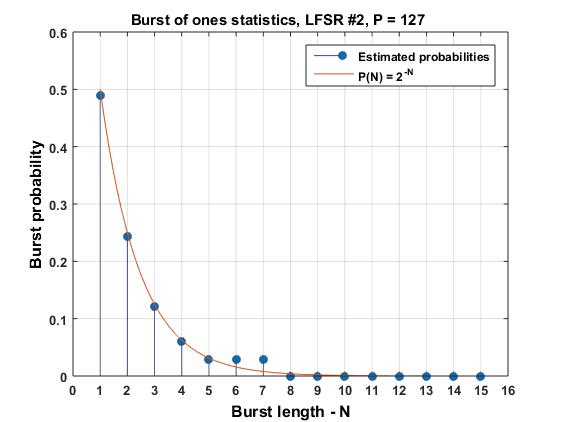 Burst of ones statistics, LFSR #2, P = 127
Estimated probabilities
P(N) = 2^-N
Burst probability
0.6
0.5
0.4
0.3
0.2
0.1
0
0 1 2 3 4 5 6 7 8 9 10 11 12 13 14 15 16
Burst length - N